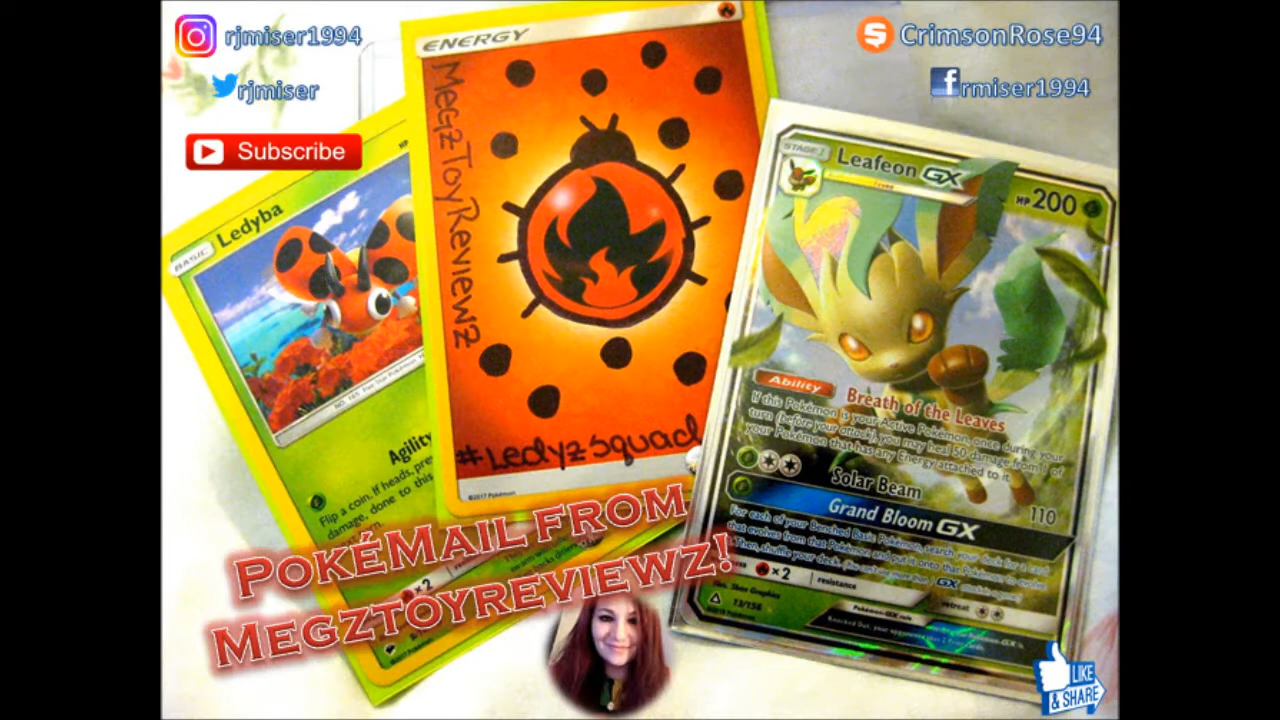 rjmiser1994
rjmiser
Subscribe
CrimsonRose94
rmiser1994
BASIC
Ledyba
HP
Agility
Flip a coin. If heads,
damage, done to this
×2
ENERGY
MegzToyReviewz
#Ledyzsquad
©2017 Pokémon
STAGE 1
Leafeon GX
HP 200
Ability
Breath of the Leaves
If this Pokémon is your Active Pokémon, once during your
turn (before your attack), you may heal 50 damage from 1 of
your Pokémon that has any Energy attached to it.
Solar Beam
110
Grand Bloom GX
For each of your Benched Basic Pokémon, search your deck for a card
that evolves from that Pokémon and put it onto that Pokémon to evolve
it. Then, shuffle your deck.
×2
resistance
retreat
13/156
PokéMail from
Megztoyreviewz!
LIKE
& SHARE